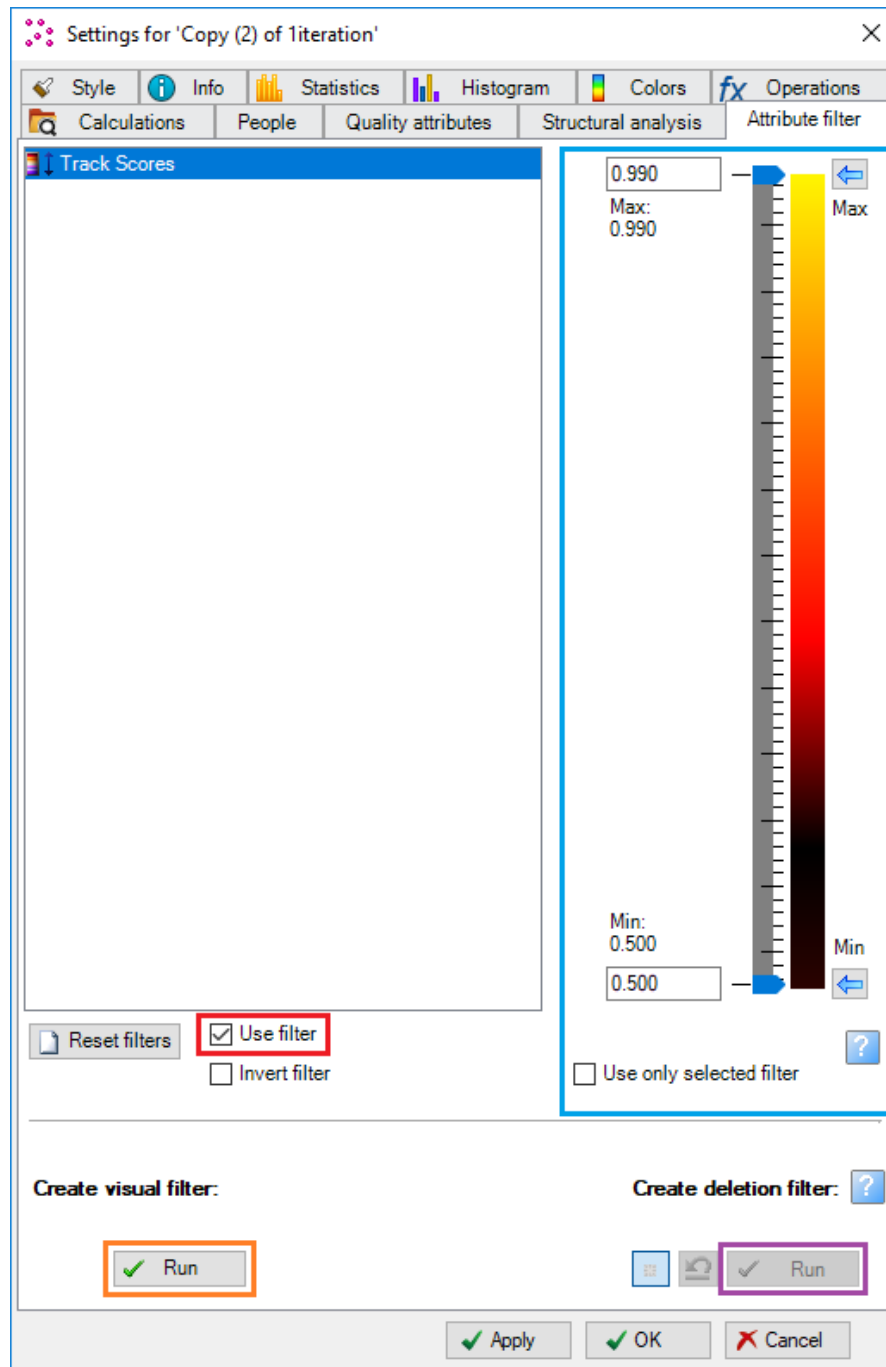 Settings for 'Copy (2) of 1iteration'
Style Info Statistics Histogram Colors fx Operations
Calculations People Quality attributes Structural analysis Attribute filter
Track Scores
0.990
Max:
0.990
Max
Min:
0.500
Min
0.500
Reset filters Use filter
Invert filter
?
Use only selected filter
Create visual filter:
Create deletion filter: ?
Run
Run
Apply OK Cancel